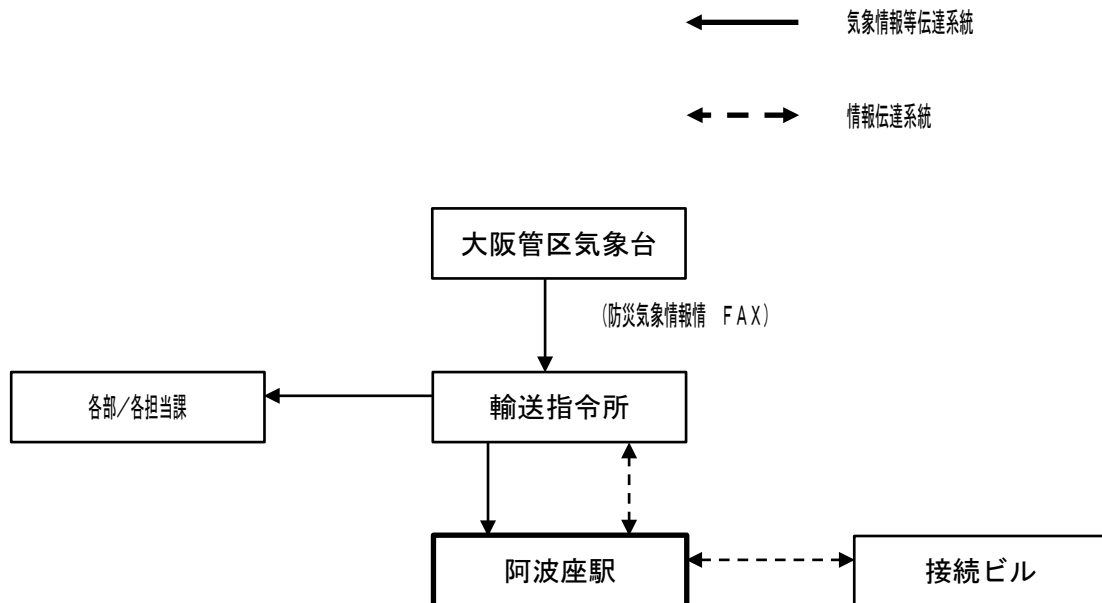 気象情報等伝達系統
情報伝達系統
大阪管区気象台
(防災気象情報情　ＦＡＸ)
各部／各担当課
輸送指令所
阿波座駅
接続ビル